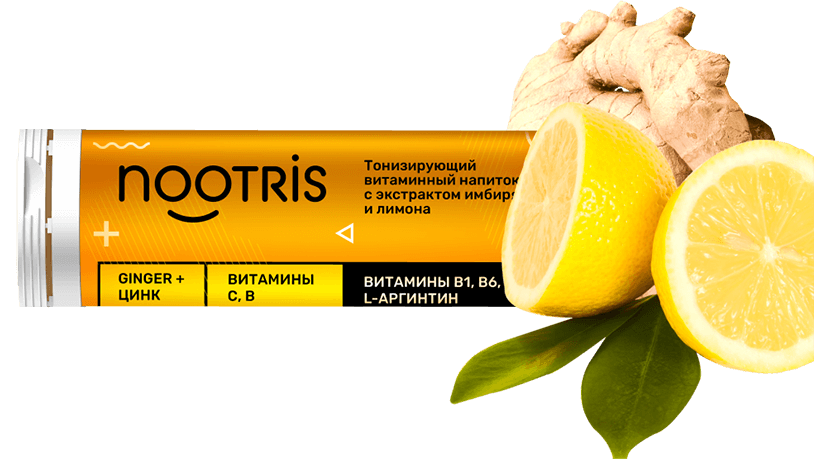 nooTRis
Тонизирующий
витаминный напиток
с экстрактом имбиря
и лимона
GINGER +
ЦИНК
ВИТАМИНЫ
С, В
ВИТАМИНЫ В1, В6,
L-АРГИНТИН